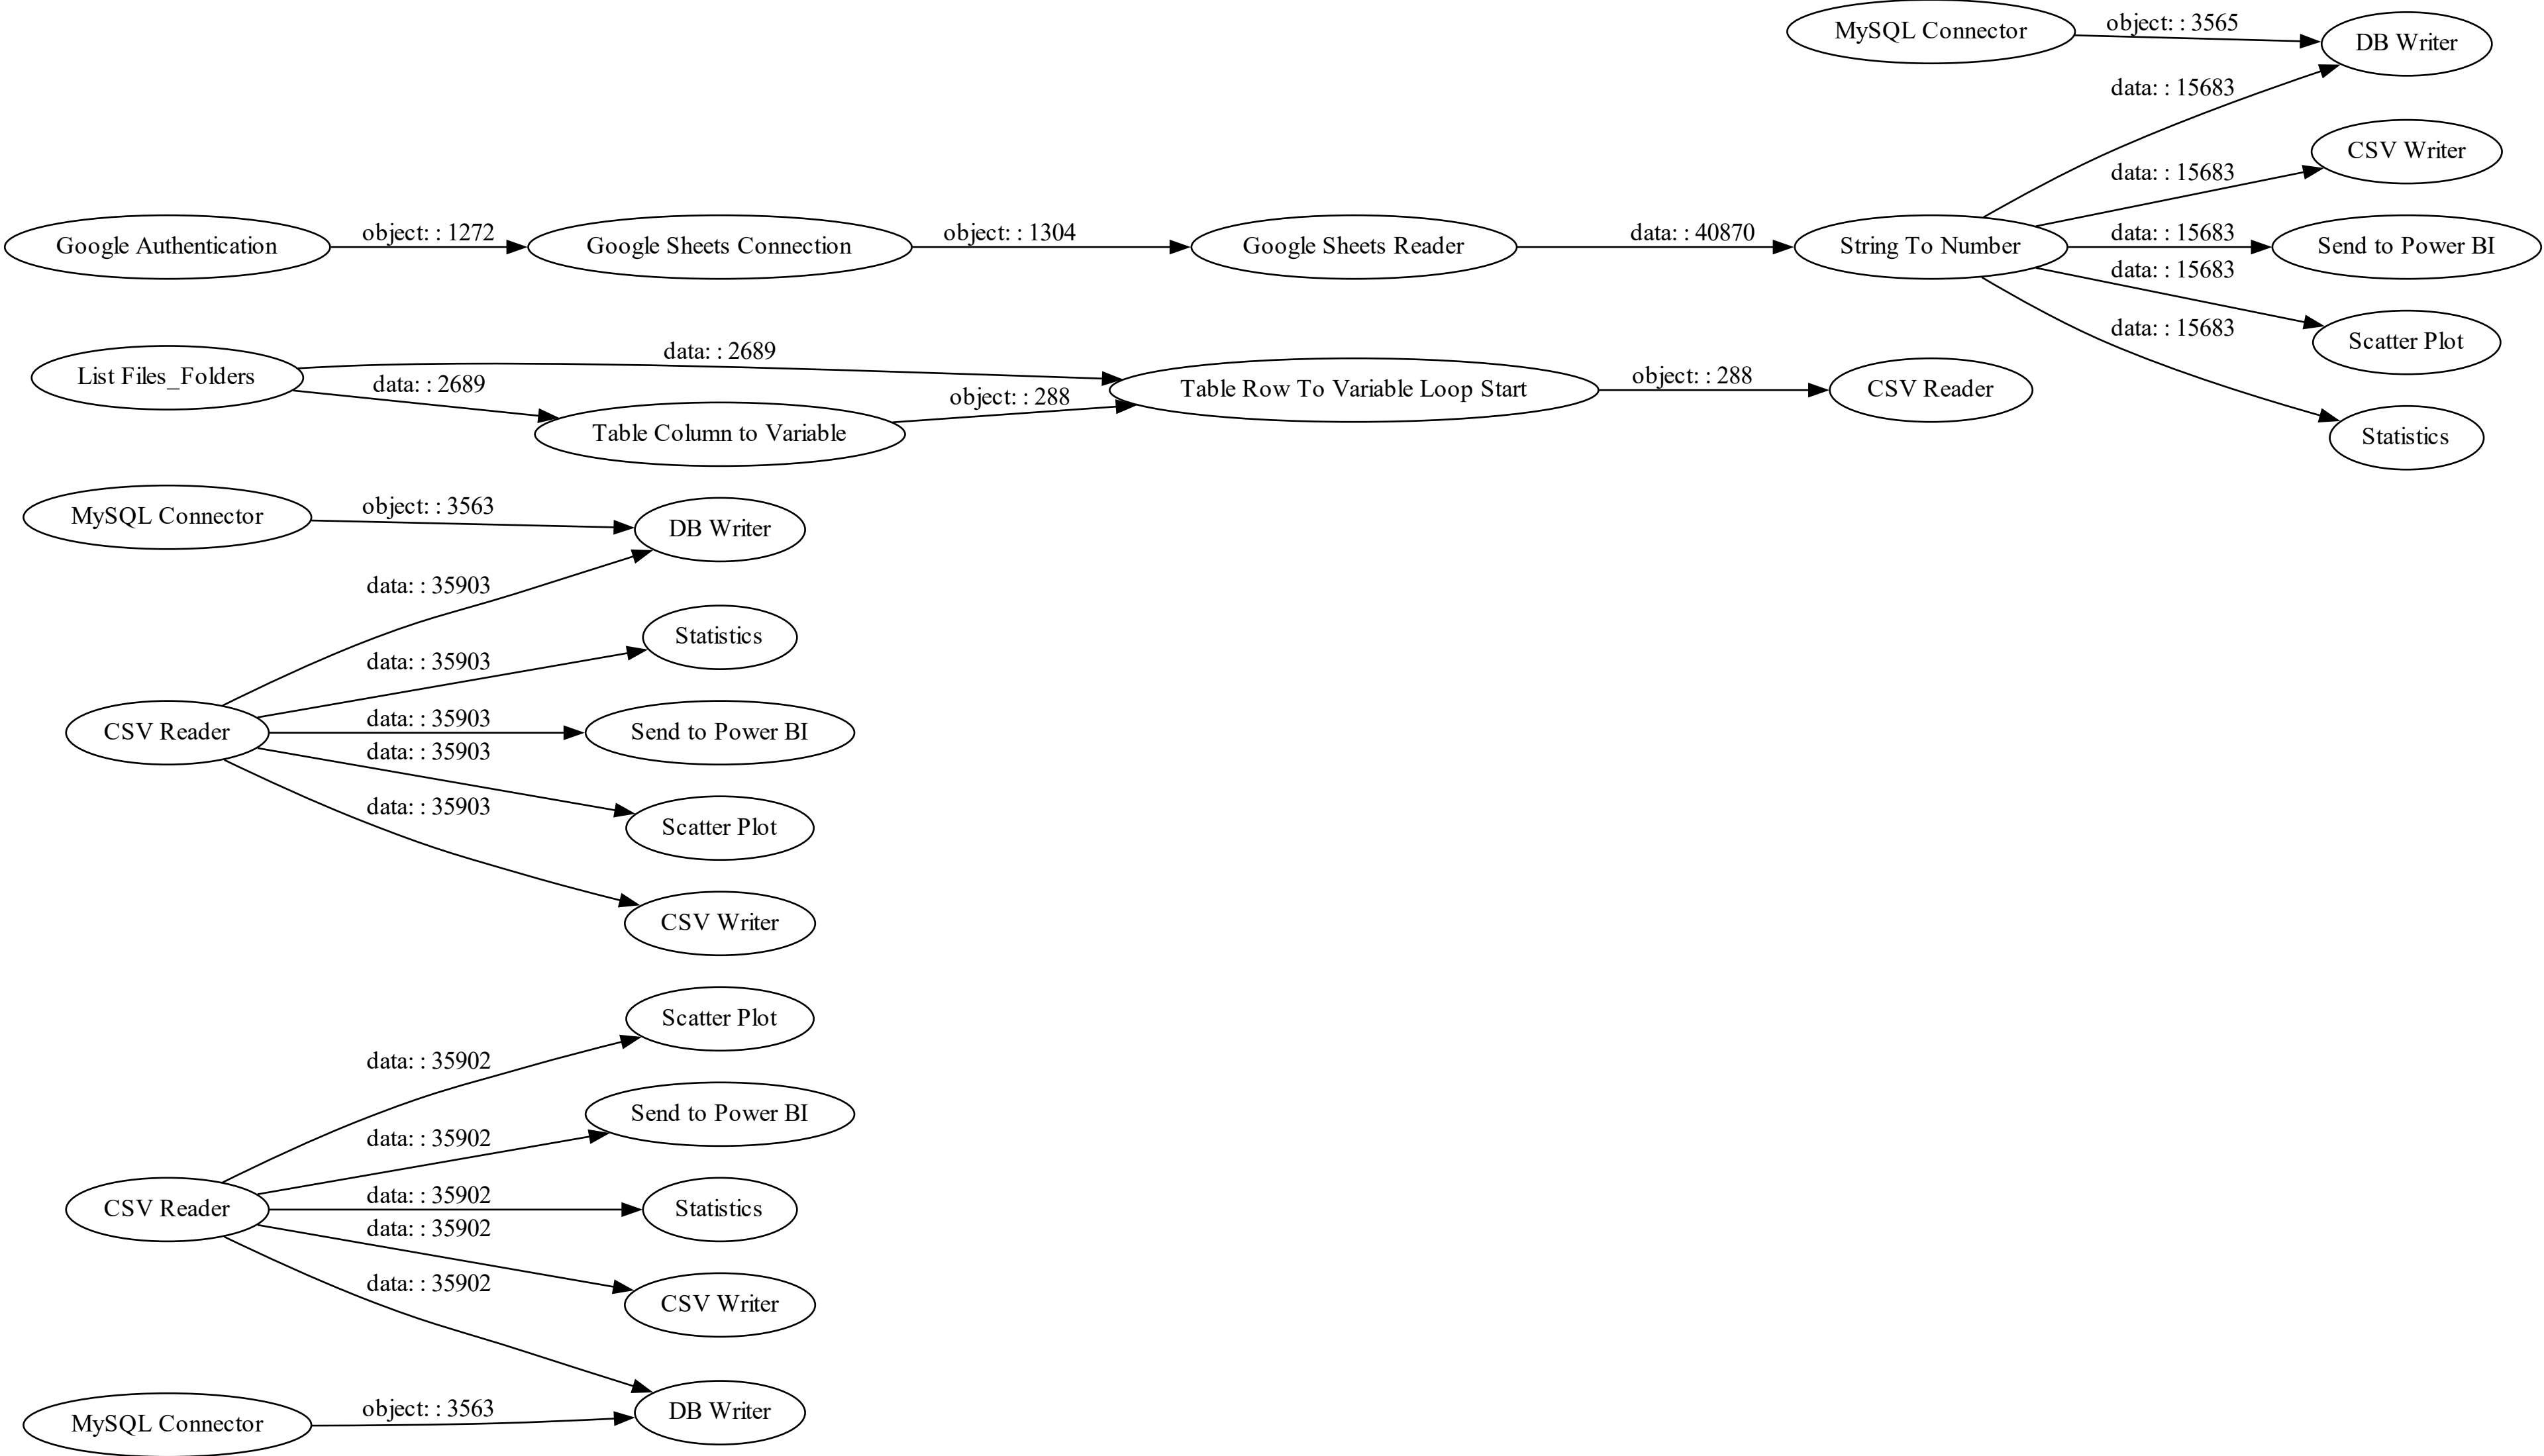 MySQL Connector
object: : 3565
DB Writer
data: : 15683
CSV Writer
data: : 15683
Google Authentication
object: : 1272
Google Sheets Connection
object: : 1304
Google Sheets Reader
data: : 40870
String To Number
data: : 15683
Send to Power BI
data: : 15683
Scatter Plot
data: : 15683
Statistics
List Files_Folders
data: : 2689
data: : 2689
Table Column to Variable
object: : 288
Table Row To Variable Loop Start
object: : 288
CSV Reader
MySQL Connector
object: : 3563
DB Writer
data: : 35903
Statistics
data: : 35903
CSV Reader
data: : 35903
Send to Power BI
data: : 35903
Scatter Plot
data: : 35903
CSV Writer
Scatter Plot
data: : 35902
Send to Power BI
data: : 35902
CSV Reader
data: : 35902
Statistics
data: : 35902
CSV Writer
data: : 35902
MySQL Connector
object: : 3563
DB Writer